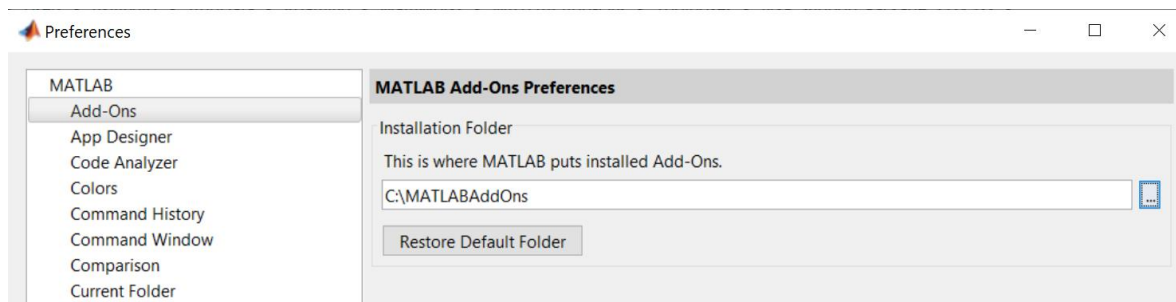 Preferences
MATLAB
Add-Ons
App Designer
Code Analyzer
Colors
Command History
Command Window
Comparison
Current Folder
MATLAB Add-Ons Preferences
Installation Folder
This is where MATLAB puts installed Add-Ons.
C:\MATLABAddOns
...
Restore Default Folder